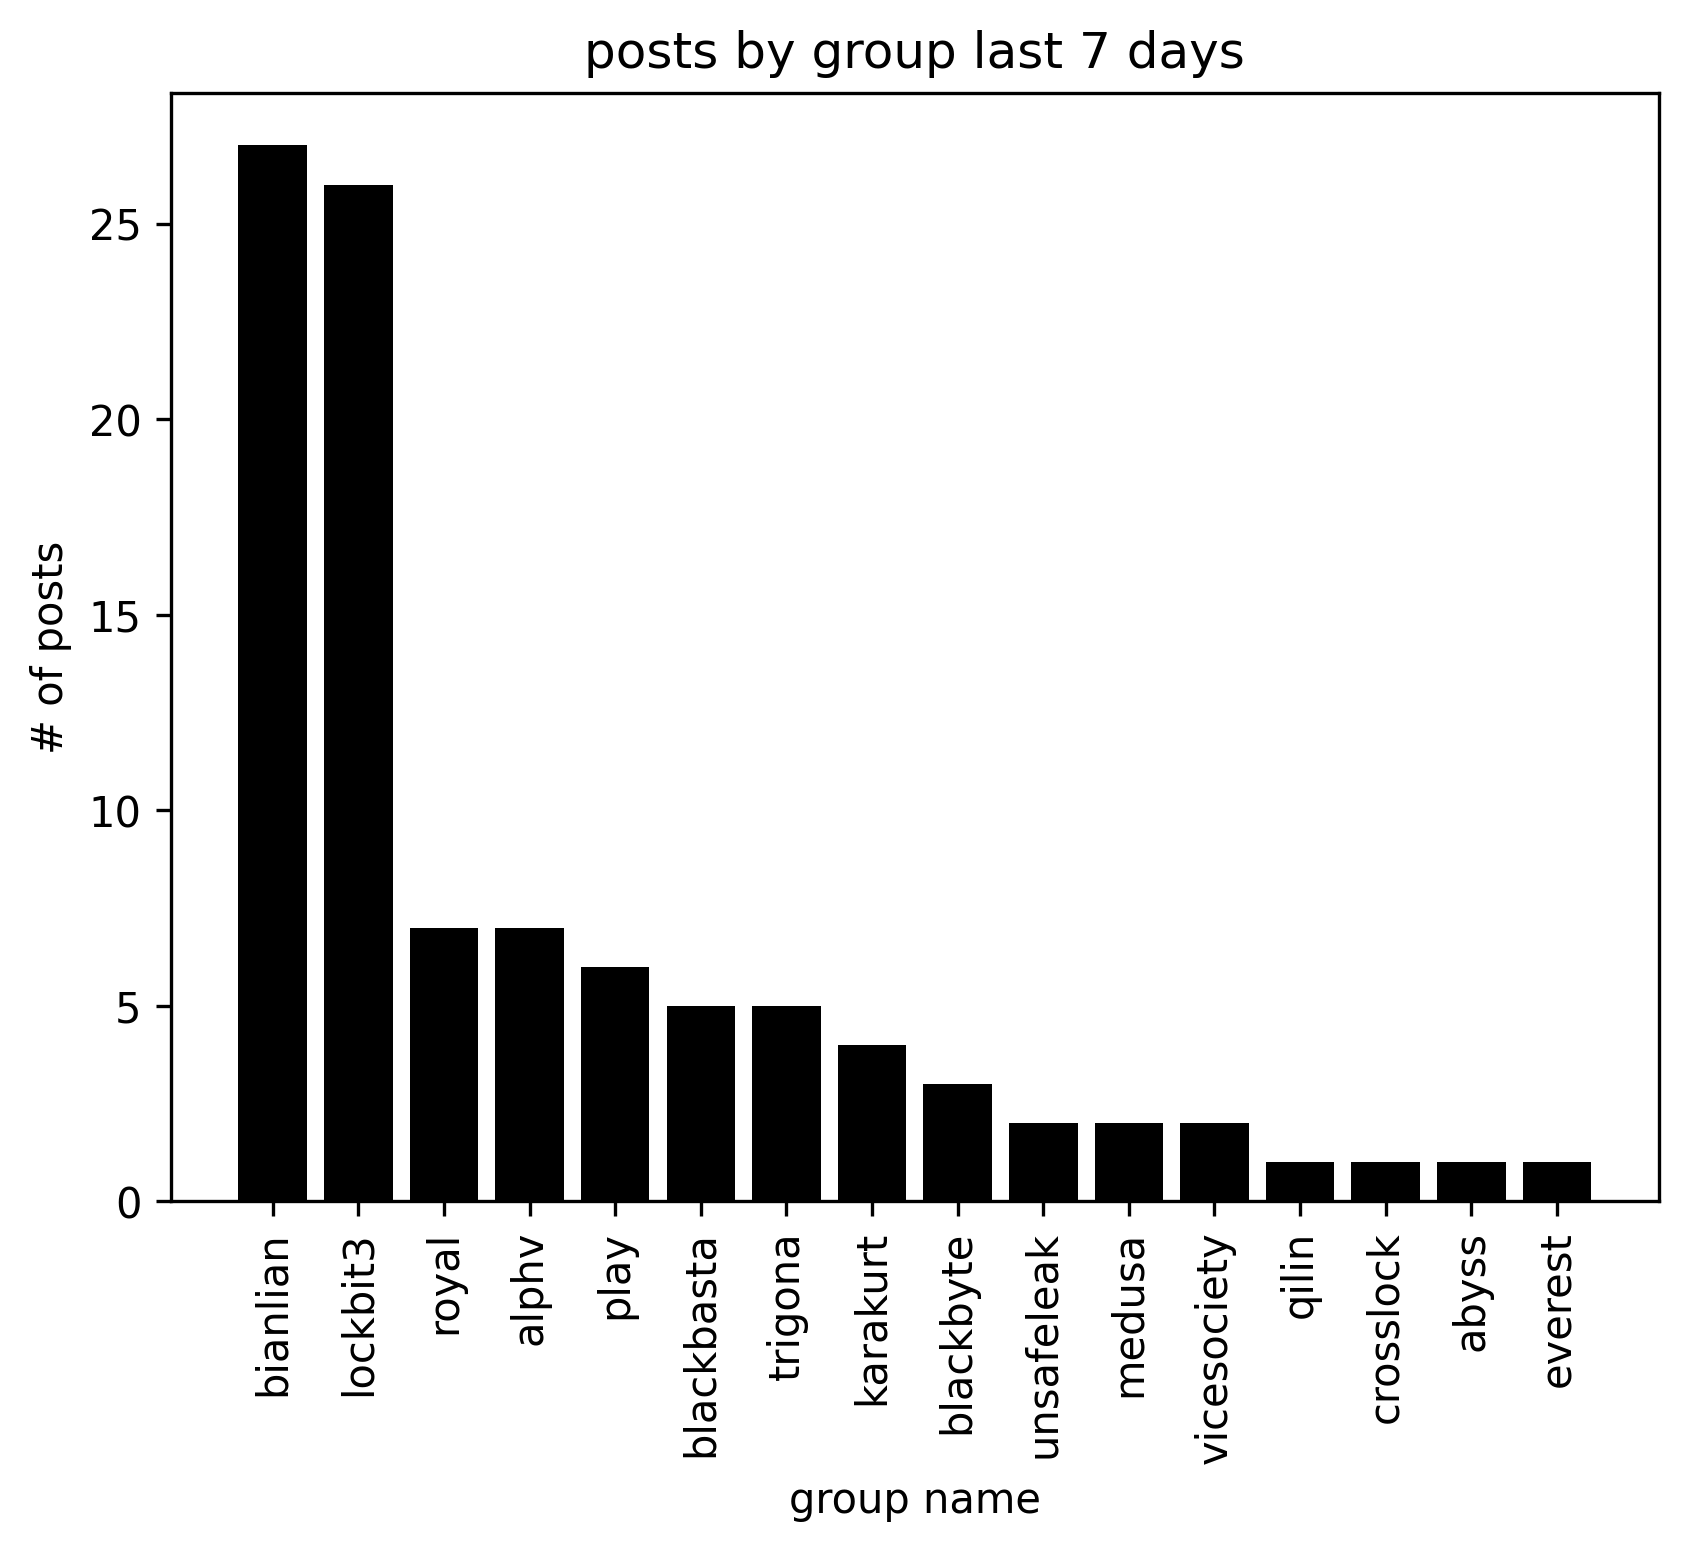 posts by group last 7 days
# of posts
25
20
15
10
5
0
bianlian
lockbit3
royal
alphv
play
blackbasta
trigona
karakurt
blackbyte
unsafeleak
medusa
vicesociety
qilin
crosslock
abyss
everest
group name